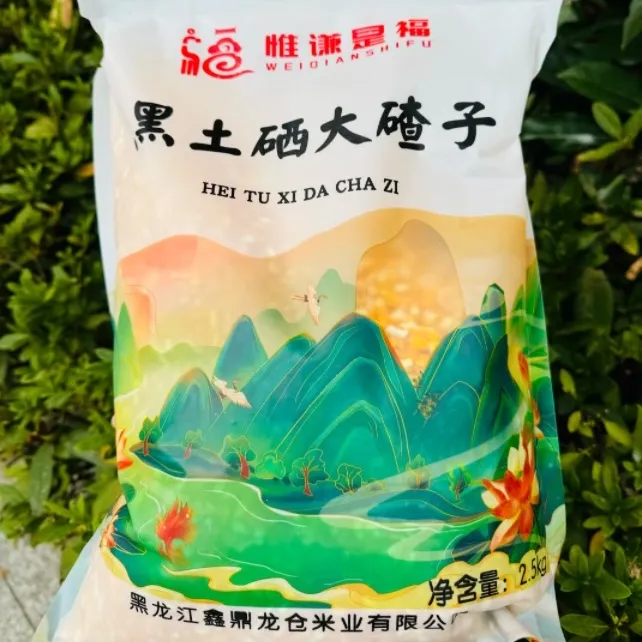 惟谦是福
WEIQIANSHIFU
黑土硒大碴子
HEI TU XI DA CHA ZI
净含量：2.5kg
黑龙江鑫鼎龙仓米业有限公司